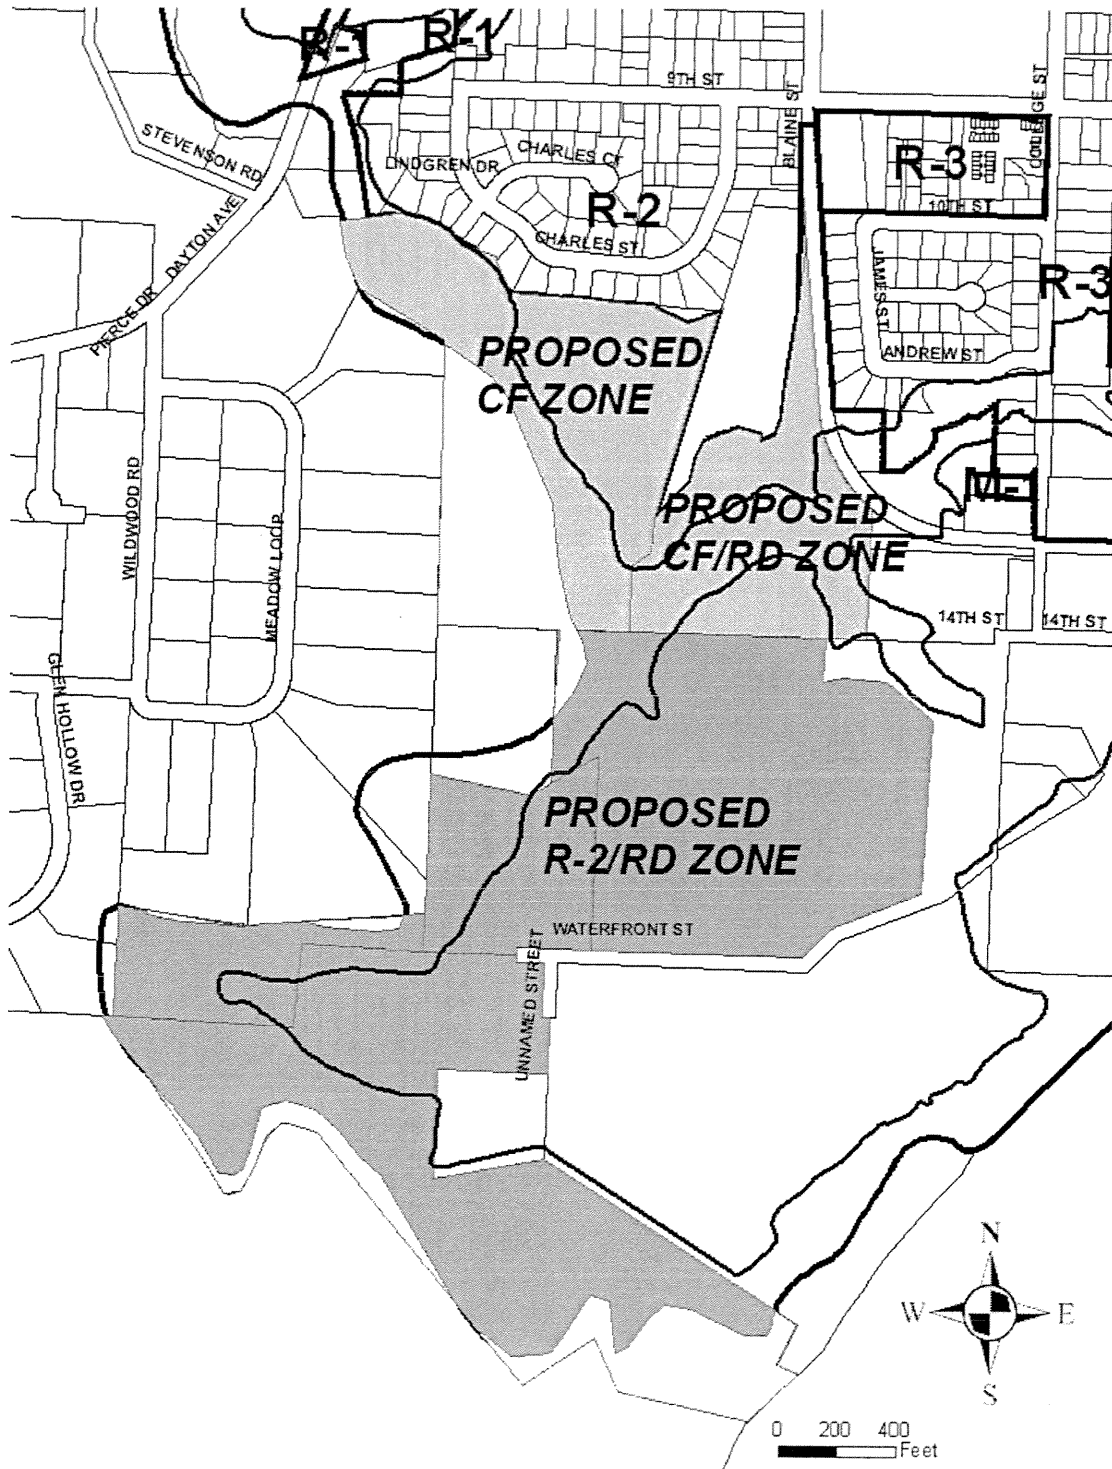 R-1
R-1
9TH ST
BLAINE ST
COLLEGE ST
STEVENSON RD
LINDGREN DR
CHARLES CT
R-3
R-2
10TH ST
CHARLES ST
DAYTON AVE
JAMES ST
R-3
PIERCE DR
ANDREW ST
PROPOSED
CF ZONE
WILDWOOD RD
MEADOW LOOP
PROPOSED
CF/RD ZONE
14TH ST
14TH ST
GLEN HOLLOW DR
PROPOSED
R-2/RD ZONE
WATERFRONT ST
UNNAMED STREET
N
W
E
S
0 200 400
Feet